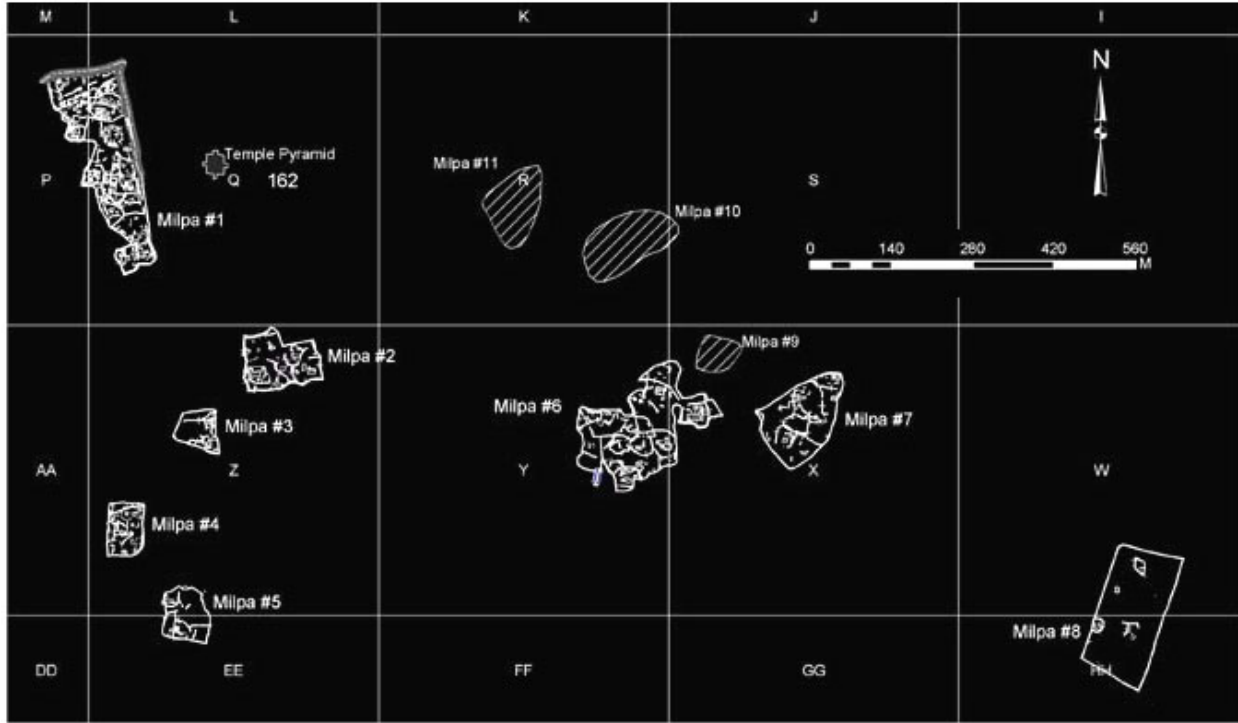 M L K J I
N
Temple Pyramid
Milpa #11
P Q 162 R S
Milpa #1
Milpa #10
0 140 280 420 560
M
Milpa #2
Milpa #9
Milpa #6
Milpa #7
Milpa #3
AA Z Y X W
Milpa #4
Milpa #5
Milpa #8
DD EE FF GG HH